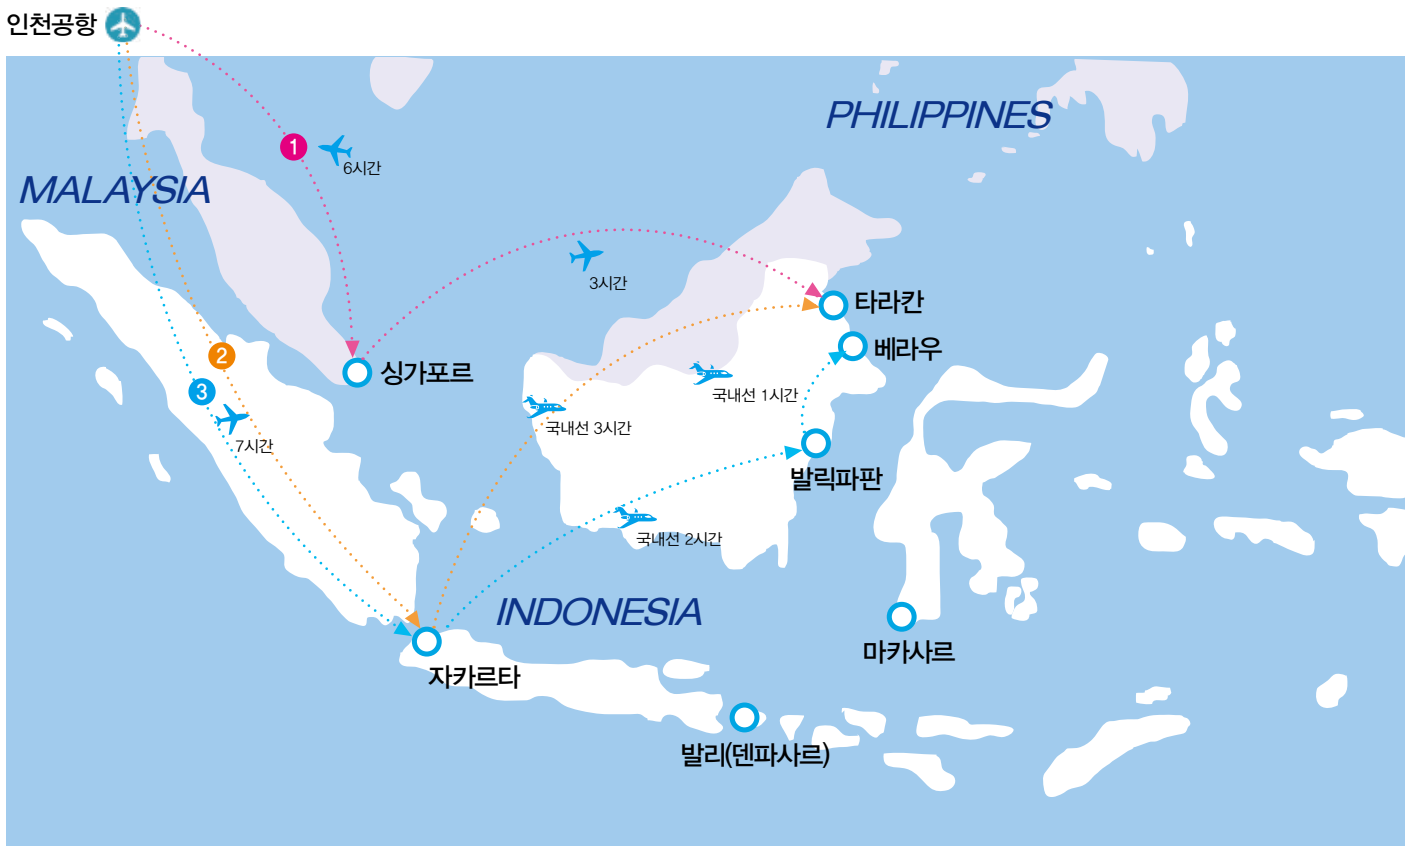 인천공항
PHILIPPINES
1
6시간
MALAYSIA
3시간
타라칸
베라우
2
싱가포르
3
국내선 1시간
국내선 3시간
7시간
발릭파판
국내선 2시간
INDONESIA
마카사르
자카르타
발리(덴파사르)